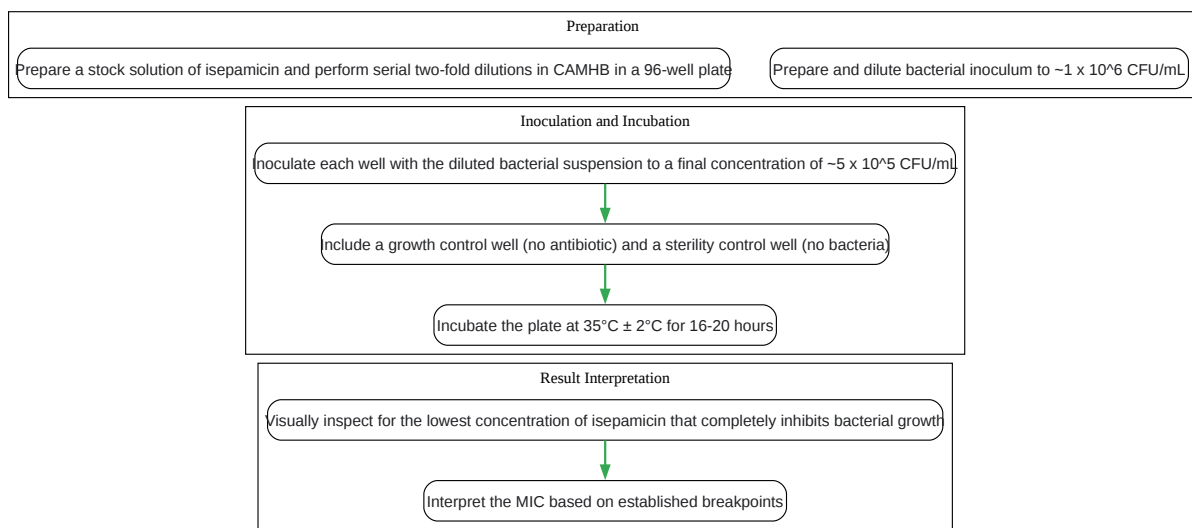 Preparation
Prepare a stock solution of isepamicin and perform serial two-fold dilutions in CAMHB in a 96-well plate
Prepare and dilute bacterial inoculum to ~1 x 10^6 CFU/mL
Inoculation and Incubation
Inoculate each well with the diluted bacterial suspension to a final concentration of ~5 x 10^5 CFU/mL
Include a growth control well (no antibiotic) and a sterility control well (no bacteria)
Incubate the plate at 35°C ± 2°C for 16-20 hours
Result Interpretation
Visually inspect for the lowest concentration of isepamicin that completely inhibits bacterial growth
Interpret the MIC based on established breakpoints